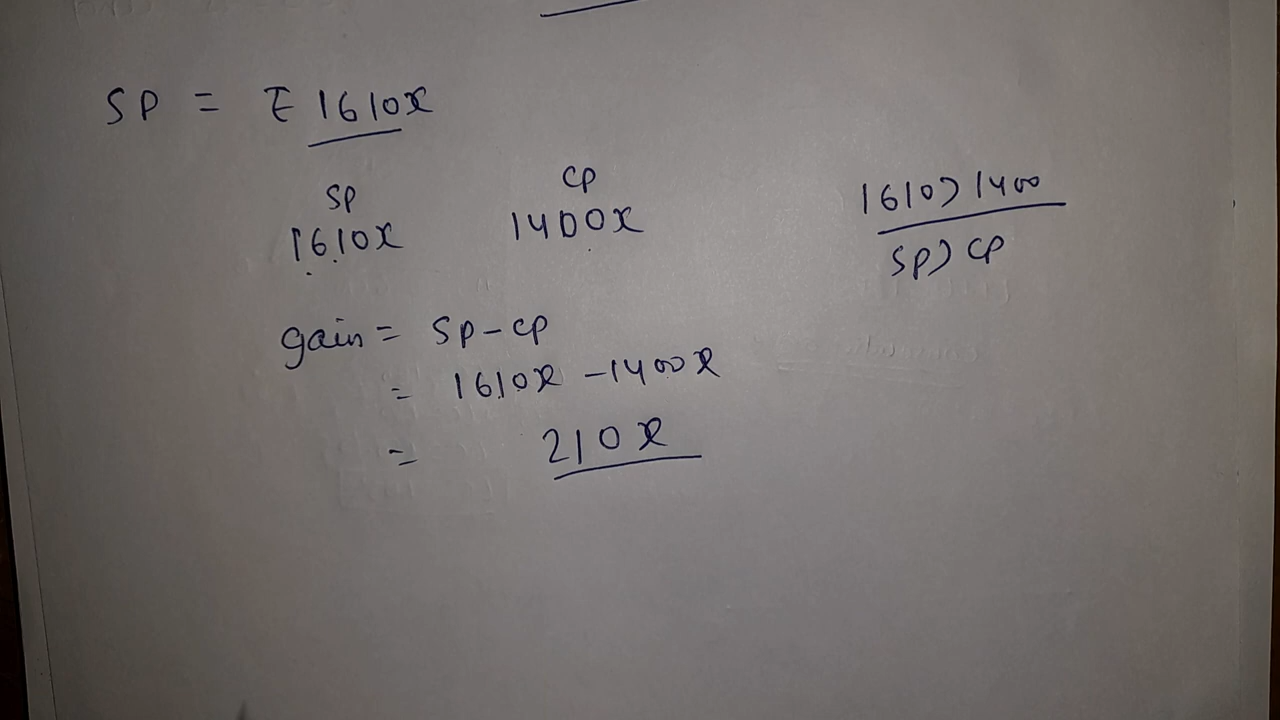 SP = ₹ 1610x
SP CP
1610x 1400x
1610 > 1400
SP > CP
gain = SP - CP
= 1610x - 1400x
= 210x